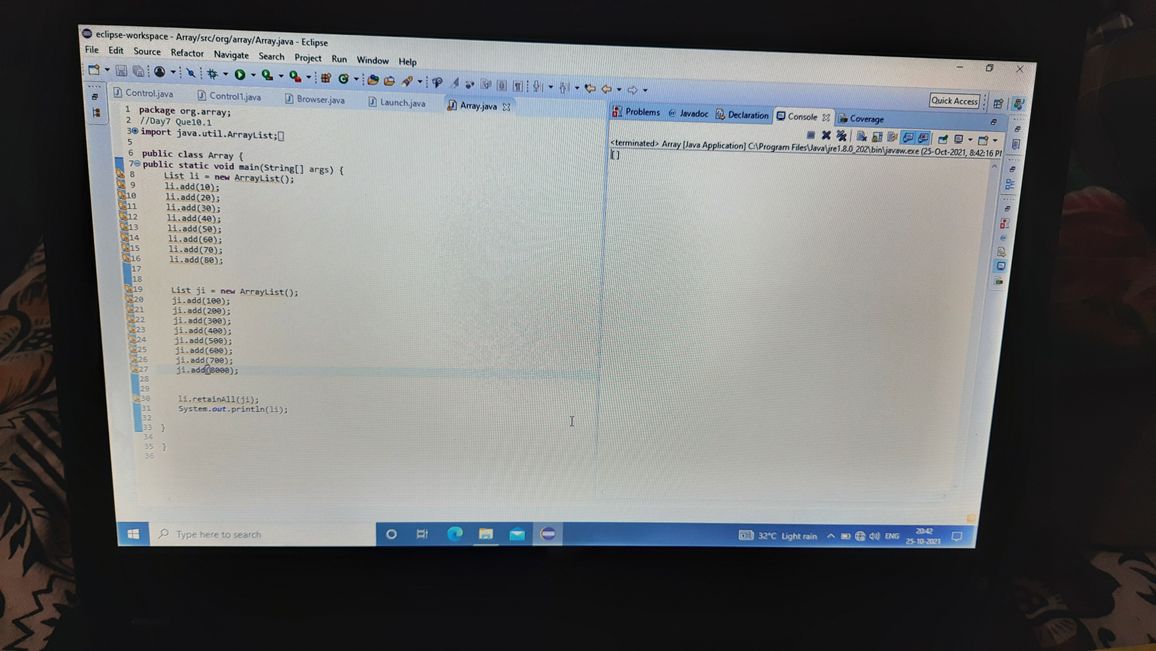 eclipse-workspace - Array/src/org/array/Array.java - Eclipse
File Edit Source Refactor Navigate Search Project Run Window Help
Quick Access
Control.java Control1.java Browser.java Launch.java Array.java
Problems Javadoc Declaration Console Coverage
<terminated> Array [Java Application] C:\Program Files\Java\jre1.8.0_202\bin\javaw.exe (25-Oct-2021, 8:42:16 PM
[]
1 package org.array;
2 //Day7 Que10.1
3 import java.util.ArrayList;
5
6 public class Array {
7 public static void main(String[] args) {
8 List li = new ArrayList();
9 li.add(10);
10 li.add(20);
11 li.add(30);
12 li.add(40);
13 li.add(50);
14 li.add(60);
15 li.add(70);
16 li.add(80);
17
18
19 List ji = new ArrayList();
20 ji.add(100);
21 ji.add(200);
22 ji.add(300);
23 ji.add(400);
24 ji.add(500);
25 ji.add(600);
26 ji.add(700);
27 ji.add(8000);
28
29
30 li.retainAll(ji);
31 System.out.println(li);
32
33 }
34
35 }
36
Type here to search
32°C Light rain ENG 20:42
25-10-2021